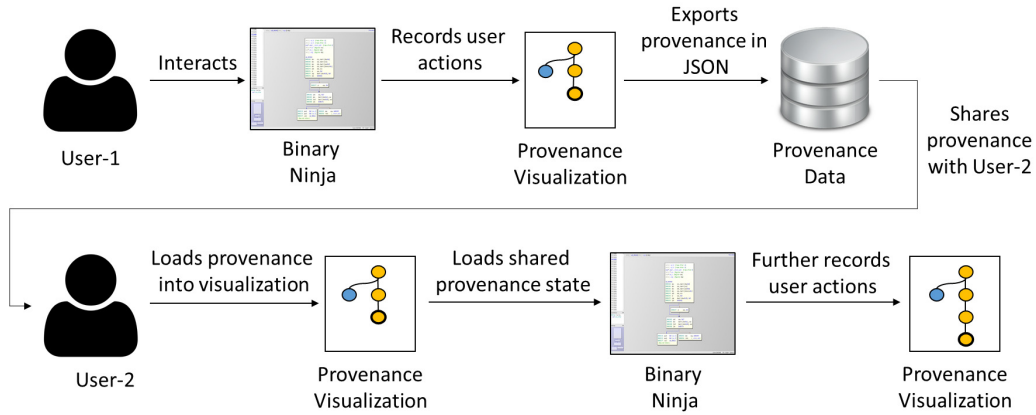 Interacts
Records user
actions
Exports
provenance in
JSON
User-1
Binary
Ninja
Provenance
Visualization
Provenance
Data
Shares
provenance
with User-2
Loads provenance
into visualization
Loads shared
provenance state
Further records
user actions
User-2
Provenance
Visualization
Binary
Ninja
Provenance
Visualization